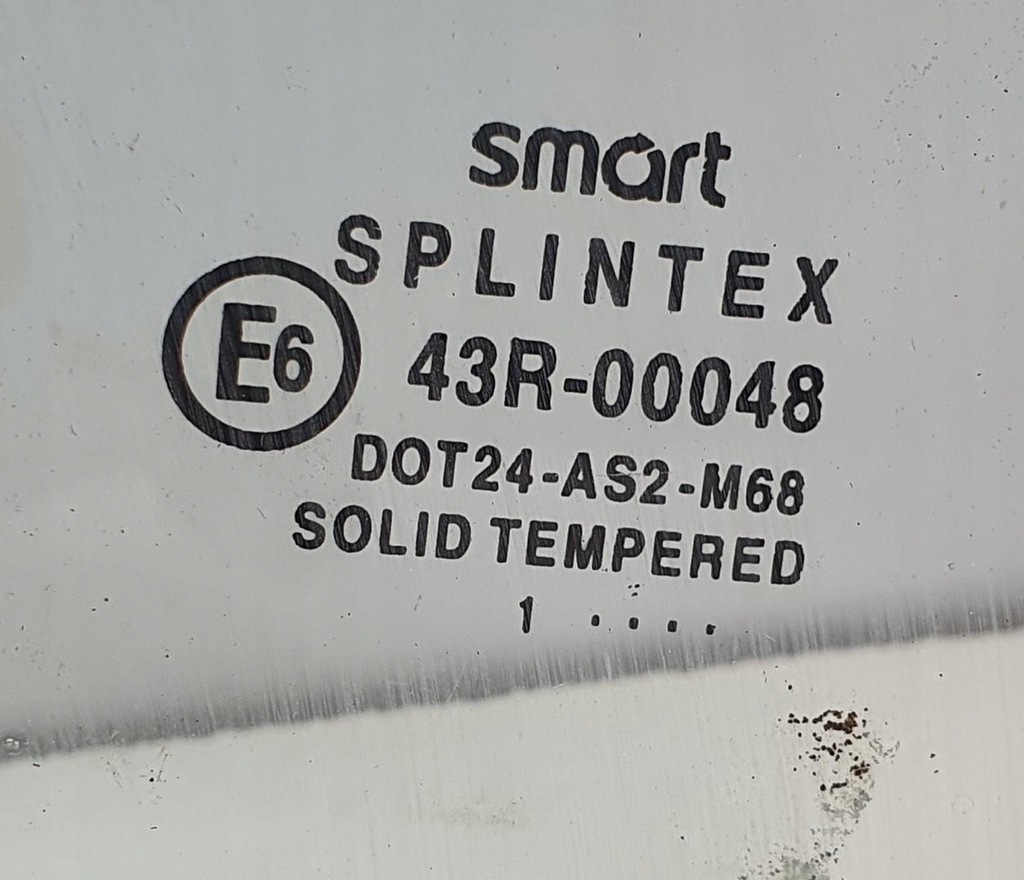 smart
SPLINTEX
E6
43R-00048
DOT24-AS2-M68
SOLID TEMPERED
1 ....